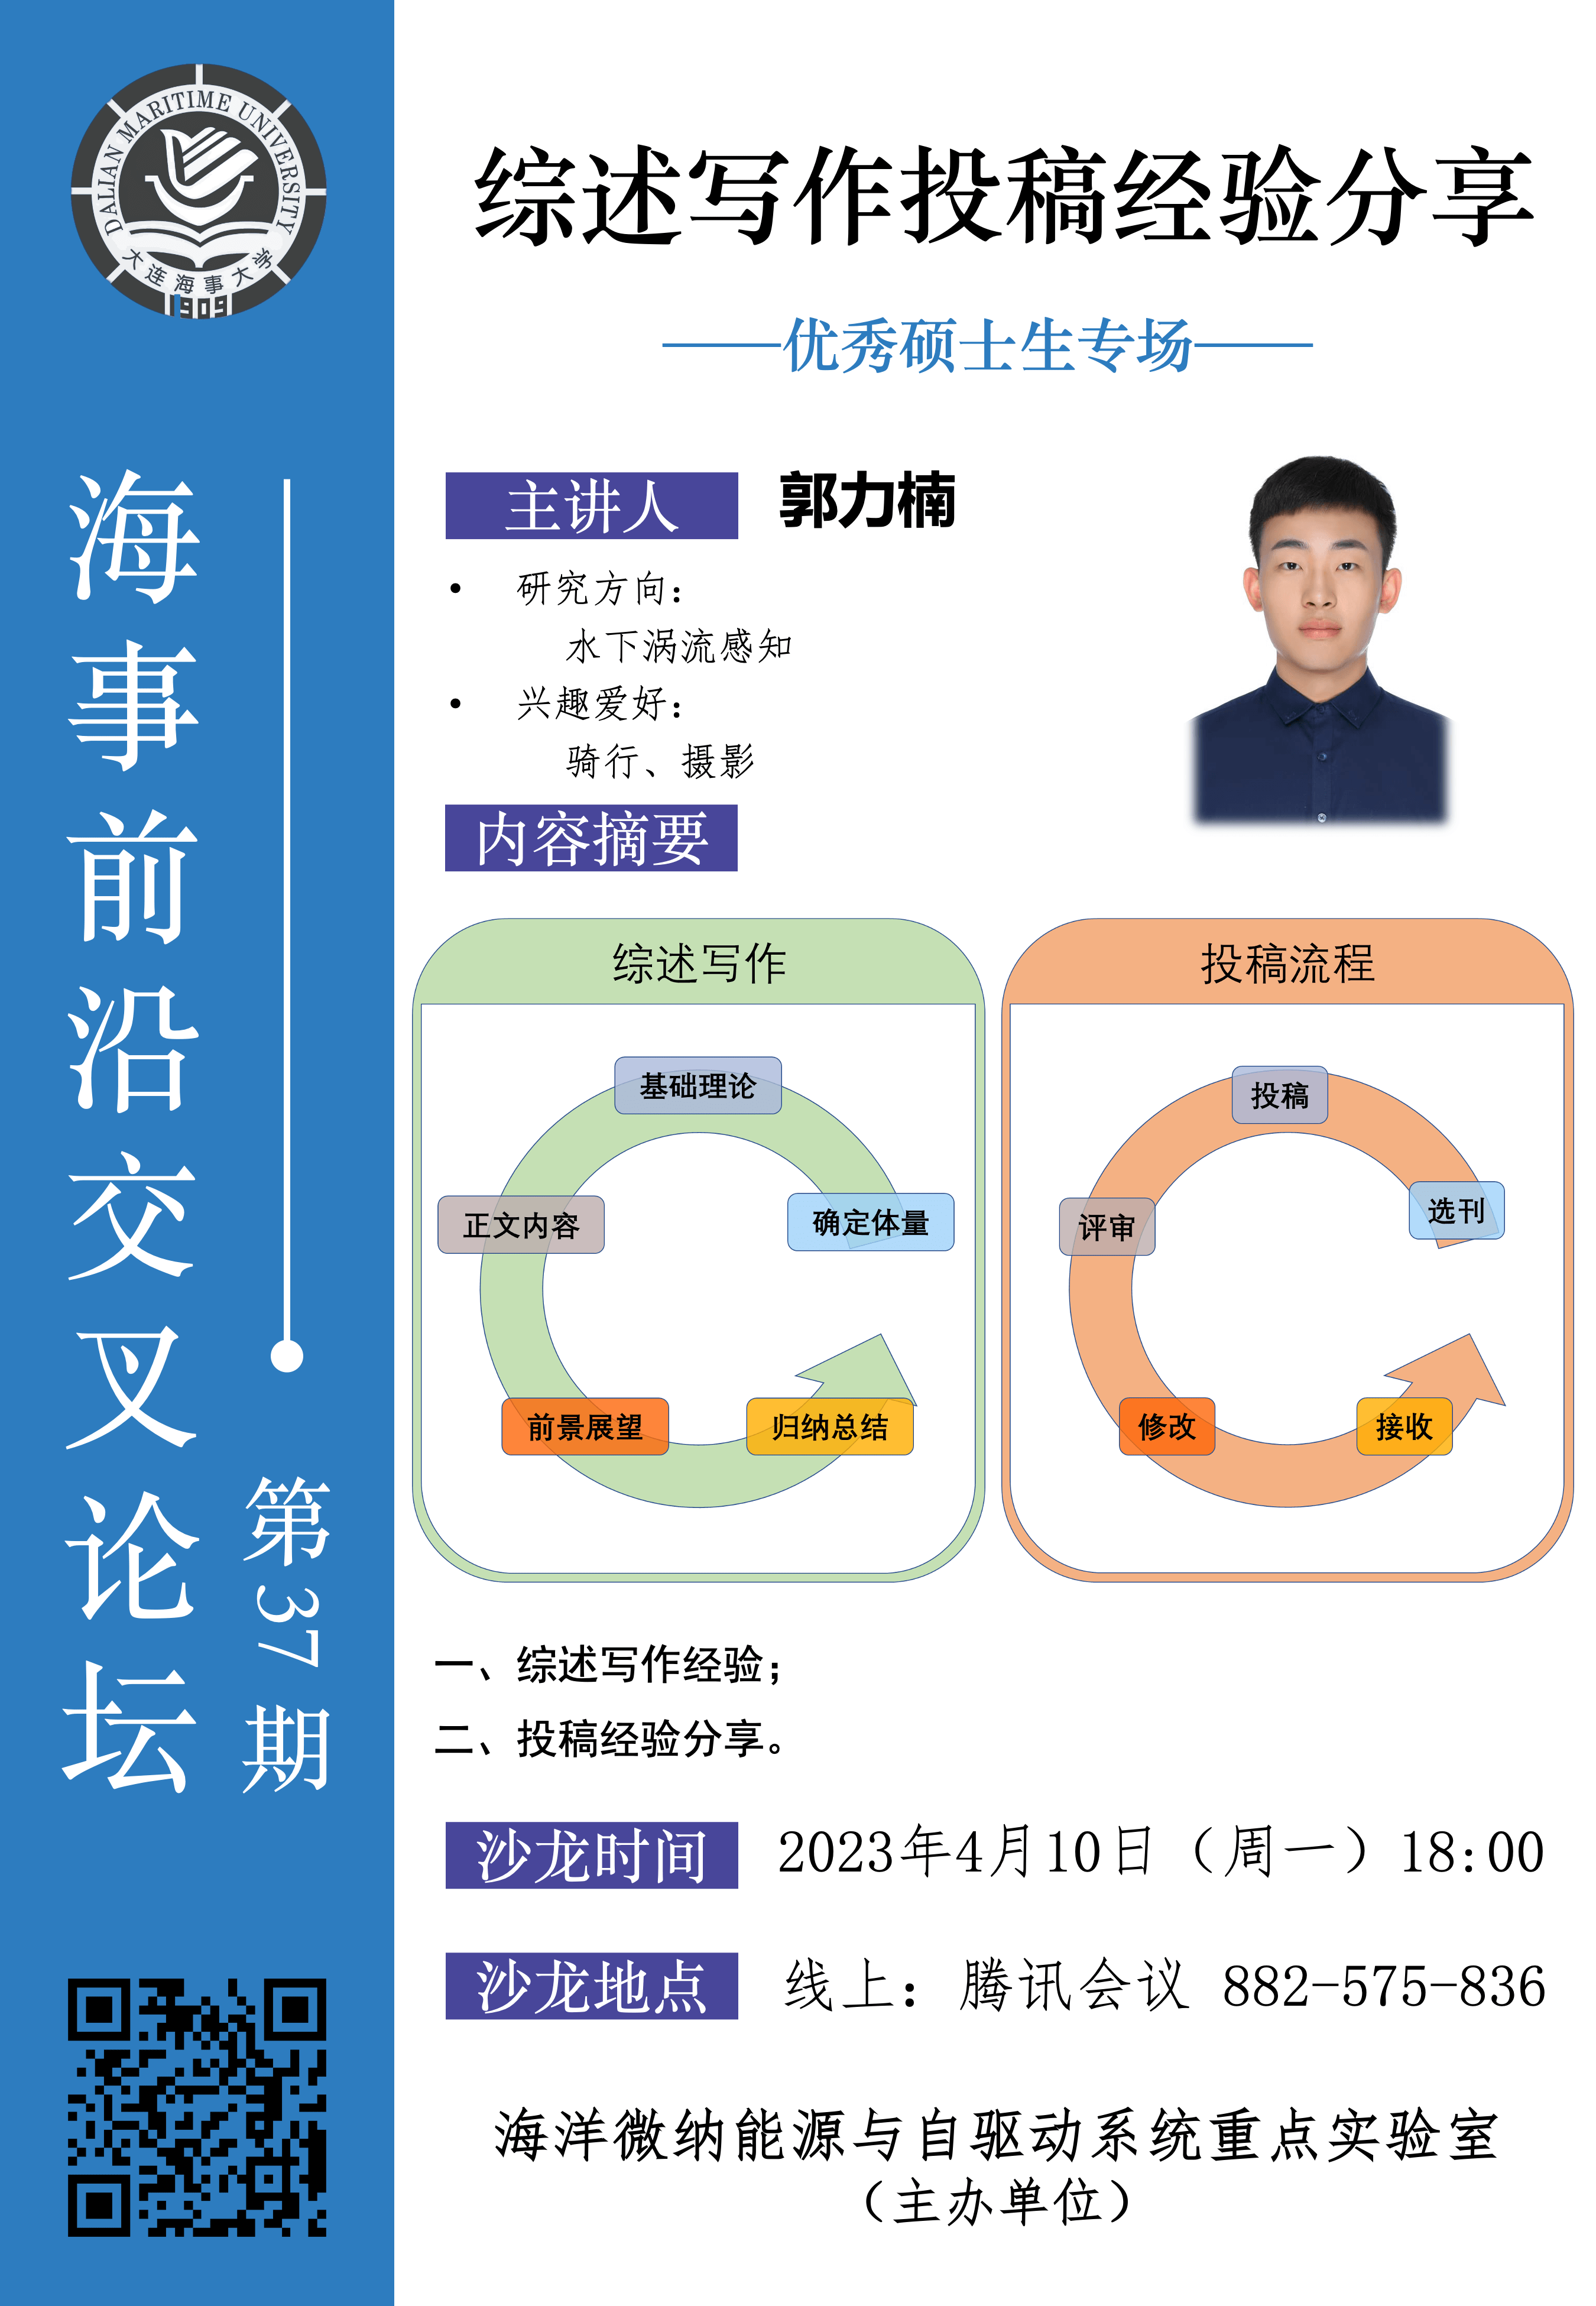 DALIAN MARITIME UNIVERSITY
大连海事大学
1909
海事前沿交叉论坛
第37期
综述写作投稿经验分享
——优秀硕士生专场——
主讲人 郭力楠
• 研究方向：
水下涡流感知
• 兴趣爱好：
骑行、摄影
内容摘要
综述写作
基础理论
正文内容
确定体量
前景展望
归纳总结
投稿流程
投稿
评审
选刊
修改
接收
一、综述写作经验；
二、投稿经验分享。
沙龙时间 2023年4月10日（周一）18:00
沙龙地点 线上：腾讯会议 882-575-836
海洋微纳能源与自驱动系统重点实验室
（主办单位）